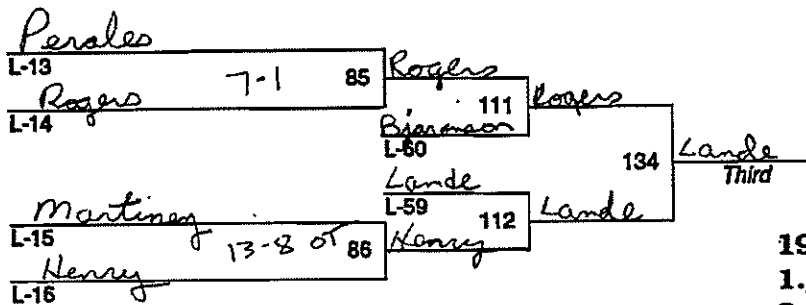 Perales
L-13
7-1 85 Rogers
L-14 Rogers
111 Rogers
Bjaranson
L-60
134 Lande
Third
Lande
L-59
112 Lande
Martinez
L-15
13-8 OT 86 Henry
Henry
L-16
19
1.